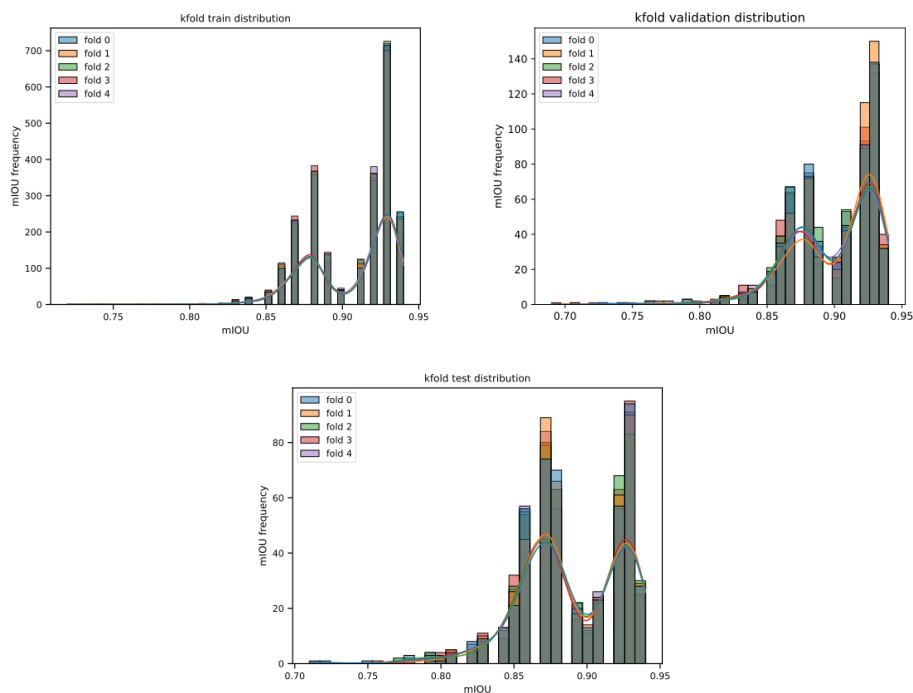 kfold train distribution
fold 0
fold 1
fold 2
fold 3
fold 4
700
600
500
400
300
200
100
0
mIOU frequency
0.75
0.80
0.85
0.90
0.95
mIOU
kfold validation distribution
fold 0
fold 1
fold 2
fold 3
fold 4
140
120
100
80
60
40
20
0
mIOU frequency
0.70
0.75
0.80
0.85
0.90
0.95
mIOU
kfold test distribution
fold 0
fold 1
fold 2
fold 3
fold 4
80
60
40
20
0
mIOU frequency
0.70
0.75
0.80
0.85
0.90
0.95
mIOU